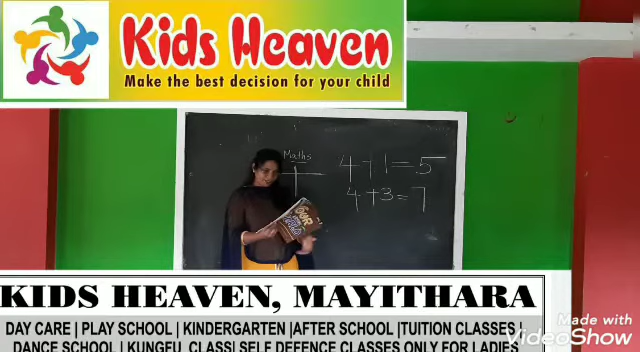 Kids Heaven
Make the best decision for your child
Maths
4+1=5
4+3=7
YOUR
KIDS HEAVEN, MAYITHARA
DAY CARE | PLAY SCHOOL | KINDERGARTEN |AFTER SCHOOL |TUITION CLASSES |
DANCE SCHOOL | KUNGFU CLASS| SELF DEFENCE CLASSES ONLY FOR LADIES
Made with
VideoShow